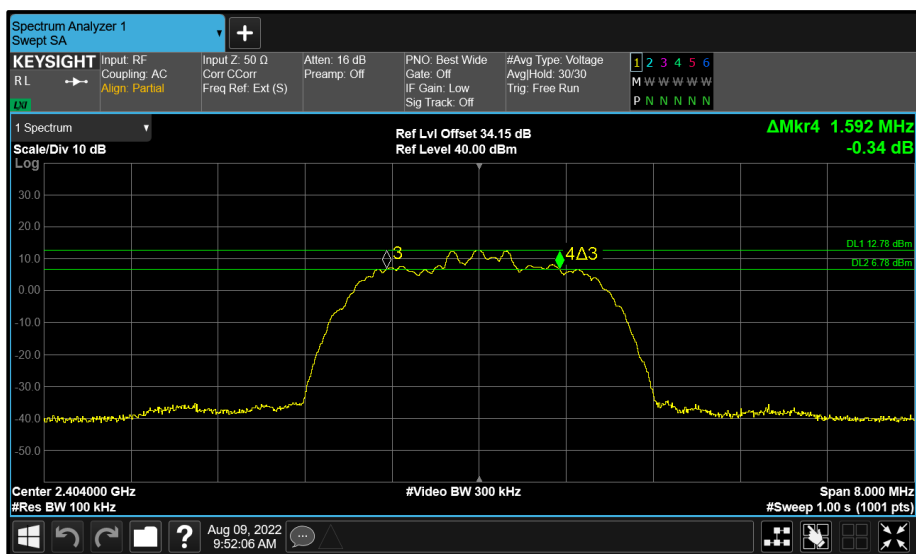 Spectrum Analyzer 1
Swept SA
▼
+
KEYSIGHT
RL
LXI
Input: RF
Coupling: AC
Align: Partial
Input Z: 50 Ω
Corr CCorr
Freq Ref: Ext (S)
Atten: 16 dB
Preamp: Off
PNO: Best Wide
Gate: Off
IF Gain: Low
Sig Track: Off
#Avg Type: Voltage
Avg|Hold: 30/30
Trig: Free Run
1 2 3 4 5 6
M W W W W W
P N N N N N
1 Spectrum ▼
Scale/Div 10 dB
Ref Lvl Offset 34.15 dB
Ref Level 40.00 dBm
ΔMkr4 1.592 MHz
-0.34 dB
Log
30.0
20.0
10.0
0.00
-10.0
-20.0
-30.0
-40.0
-50.0
3
4Δ3
DL1 12.78 dBm
DL2 6.78 dBm
Center 2.404000 GHz
#Res BW 100 kHz
#Video BW 300 kHz
Span 8.000 MHz
#Sweep 1.00 s (1001 pts)
?
Aug 09, 2022
9:52:06 AM